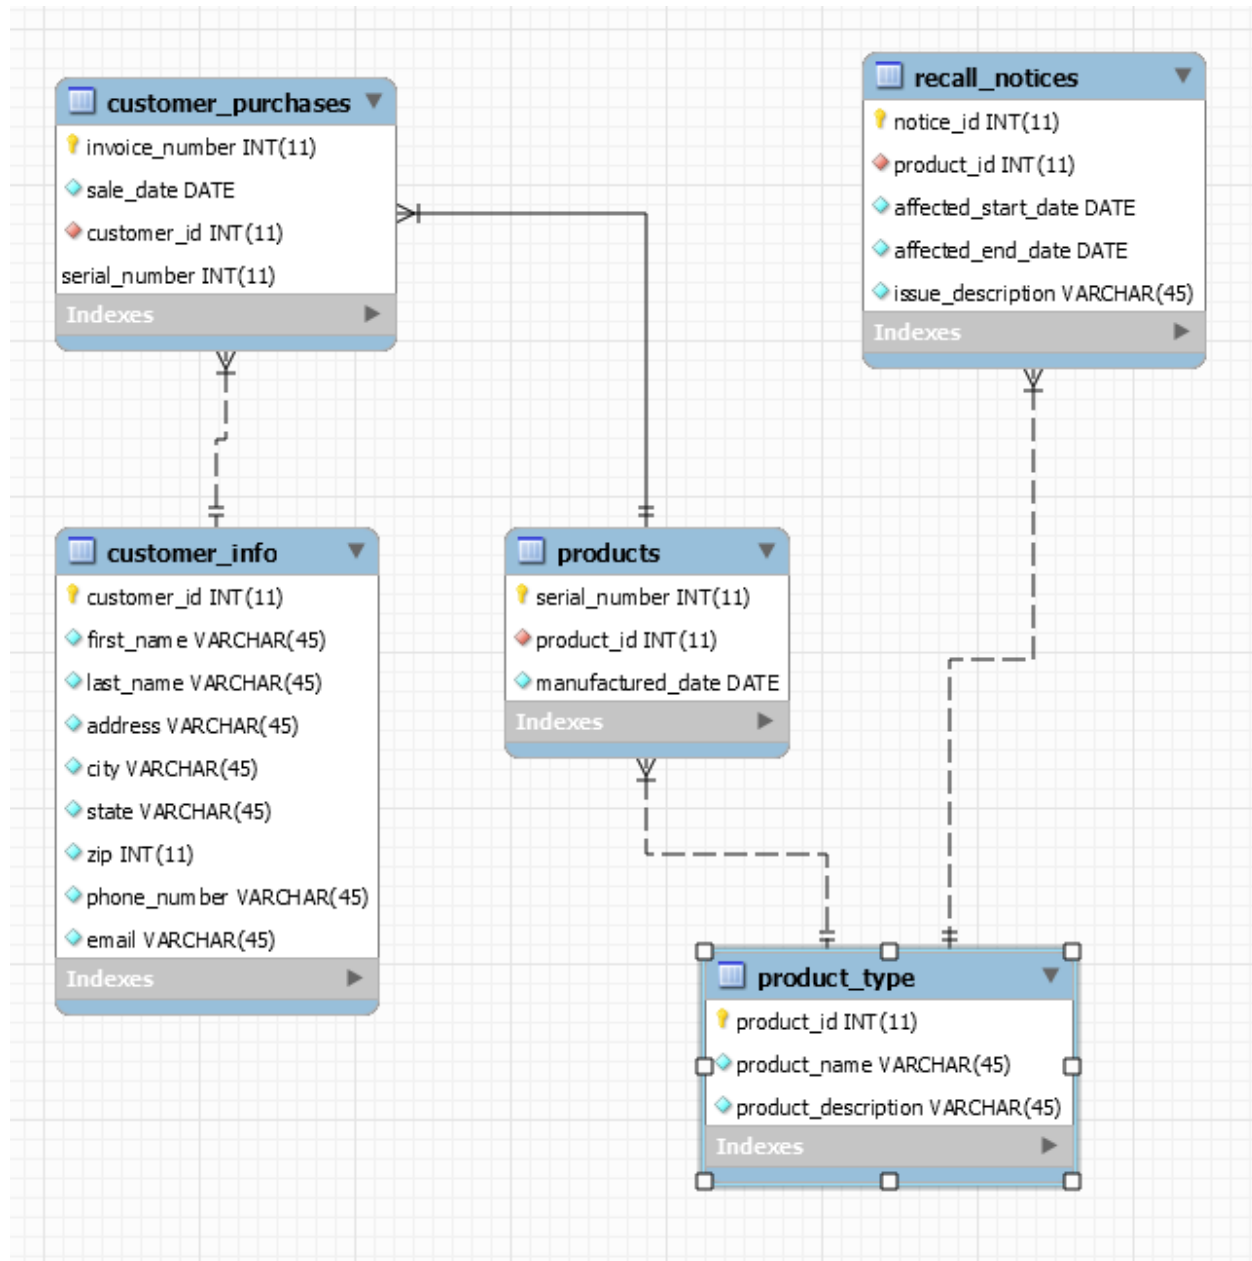 customer_purchases
invoice_number INT(11)
sale_date DATE
customer_id INT(11)
serial_number INT(11)
Indexes
recall_notices
notice_id INT(11)
product_id INT(11)
affected_start_date DATE
affected_end_date DATE
issue_description VARCHAR(45)
Indexes
customer_info
customer_id INT(11)
first_name VARCHAR(45)
last_name VARCHAR(45)
address VARCHAR(45)
city VARCHAR(45)
state VARCHAR(45)
zip INT(11)
phone_number VARCHAR(45)
email VARCHAR(45)
Indexes
products
serial_number INT(11)
product_id INT(11)
manufactured_date DATE
Indexes
product_type
product_id INT(11)
product_name VARCHAR(45)
product_description VARCHAR(45)
Indexes